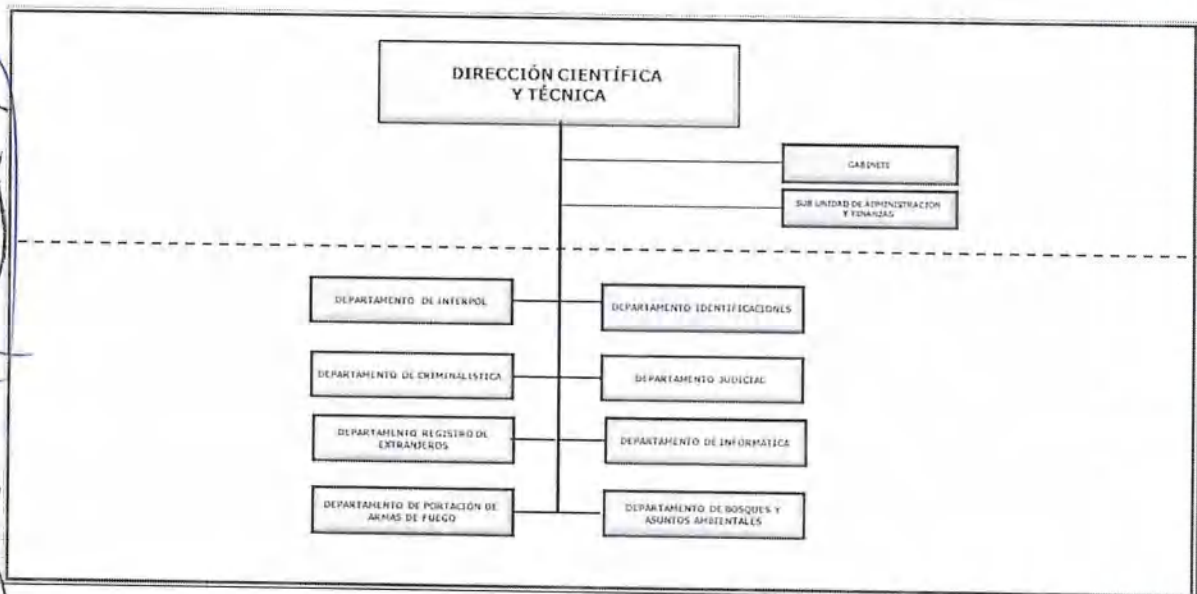 DIRECCIÓN CIENTÍFICA
Y TÉCNICA
GABINETE
SUB UNIDAD DE ADMINISTRACION
Y FINANZAS
DEPARTAMENTO DE INTERPOL
DEPARTAMENTO IDENTIFICACIONES
DEPARTAMENTO DE CRIMINALISTICA
DEPARTAMENTO JUDICIAL
DEPARTAMENTO REGISTRO DE
EXTRANJEROS
DEPARTAMENTO DE INFORMATICA
DEPARTAMENTO DE PORTACIÓN DE
ARMAS DE FUEGO
DEPARTAMENTO DE BOSQUES Y
ASUNTOS AMBIENTALES